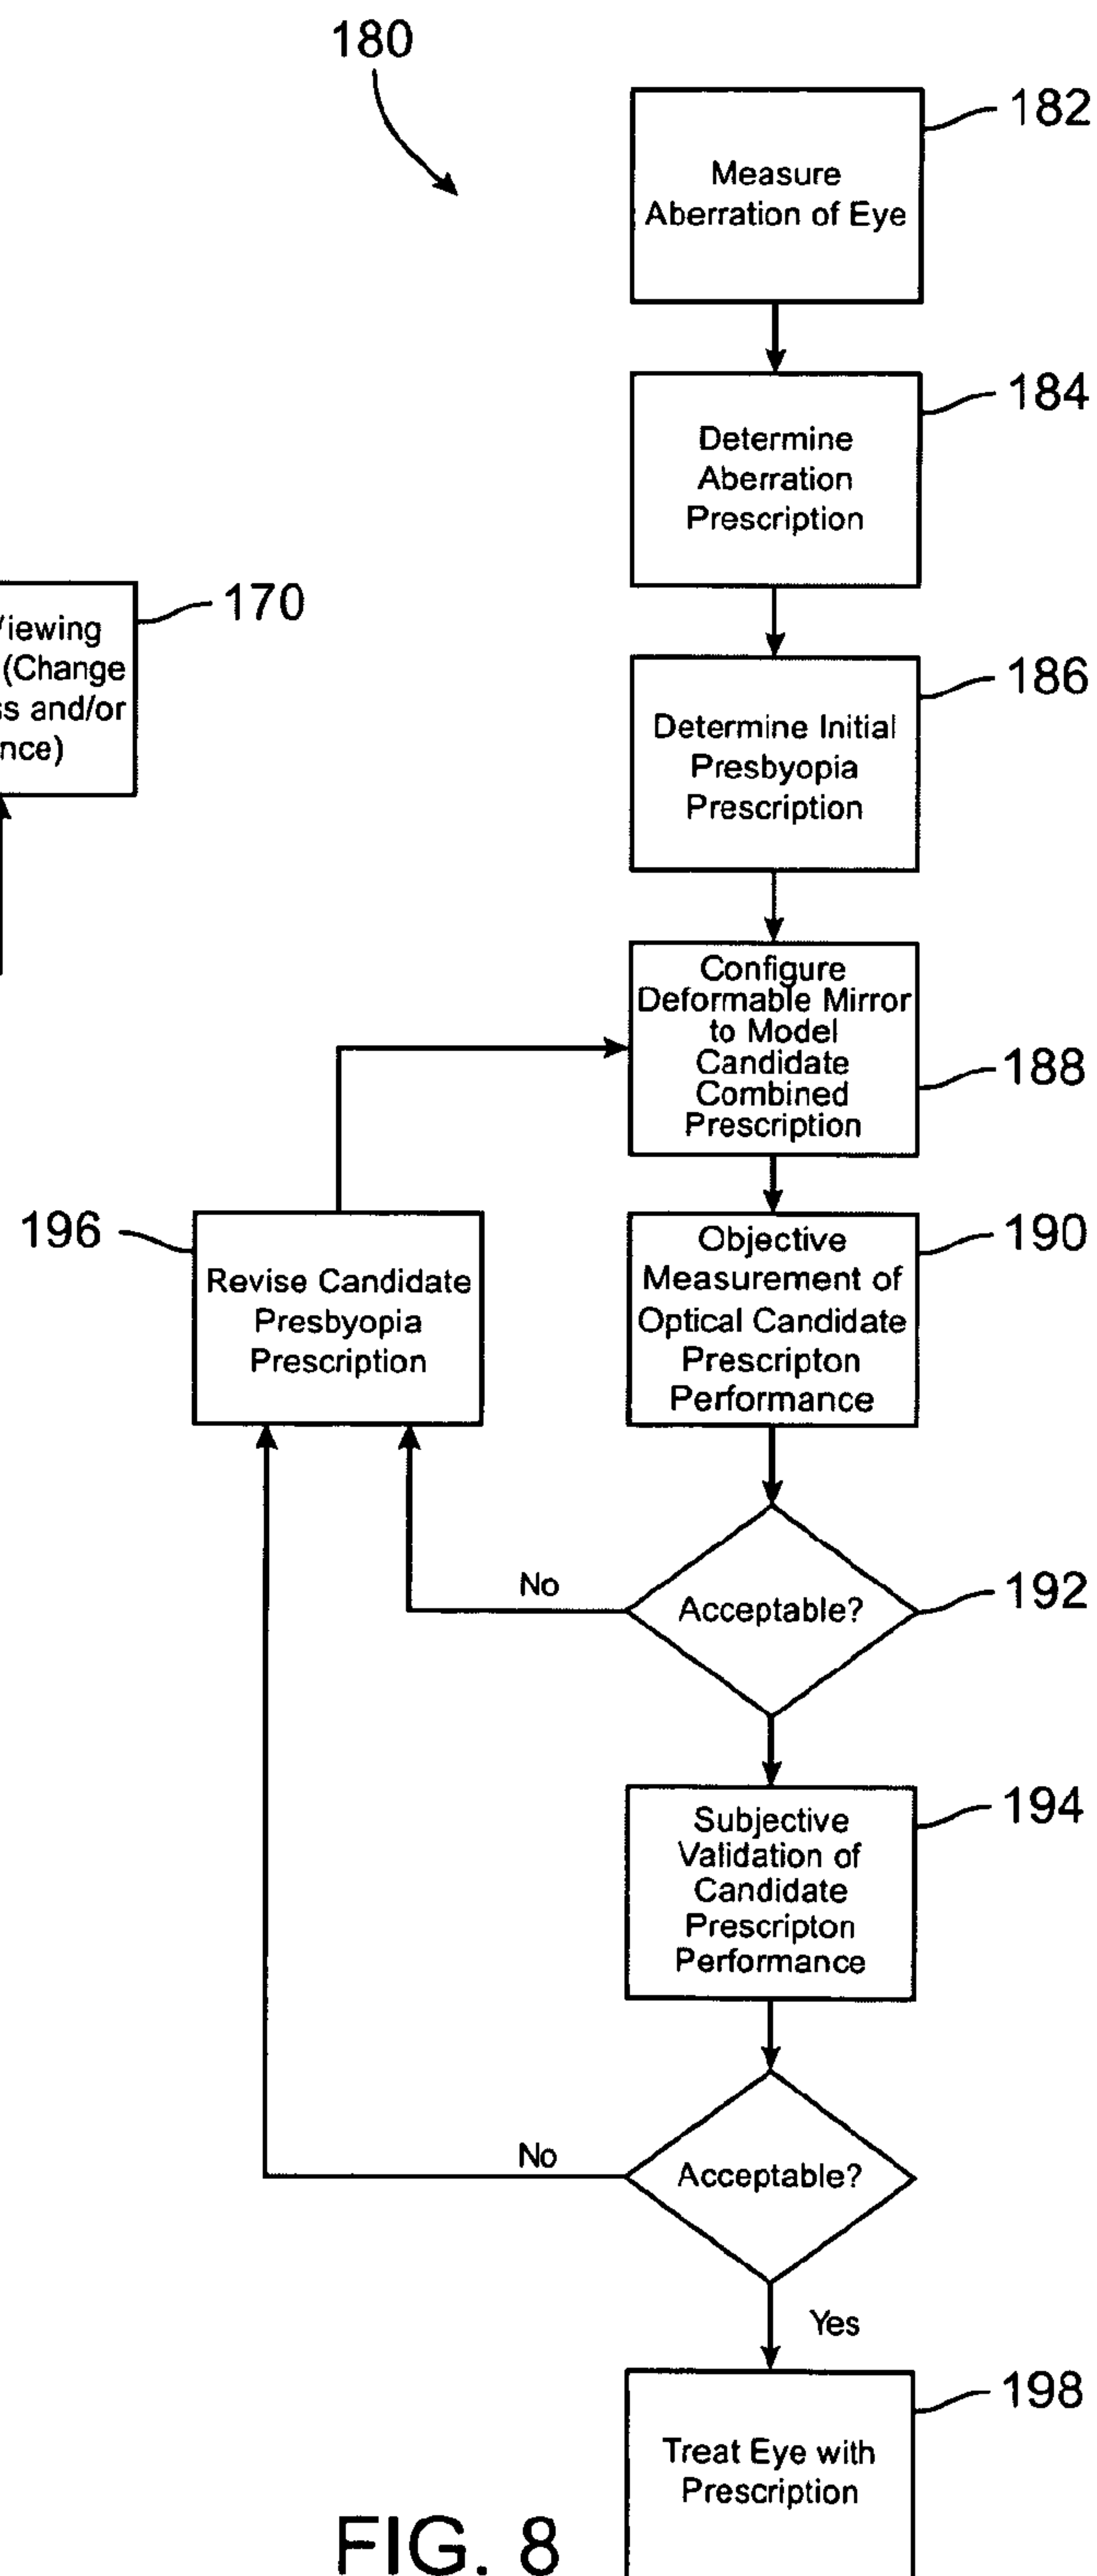 180
182
Measure
Aberration of Eye
184
Determine
Aberration
Prescription
170
(Change
and/or
186
Determine Initial
Presbyopia
Prescription
188
Configure
Deformable Mirror
to Model
Candidate
Combined
Prescription
196
Revise Candidate
Presbyopia
Prescription
190
Objective
Measurement of
Optical Candidate
Prescripton
Performance
No
Acceptable?
192
194
Subjective
Validation of
Candidate
Prescripton
Performance
No
Acceptable?
Yes
198
Treat Eye with
Prescription
FIG. 8